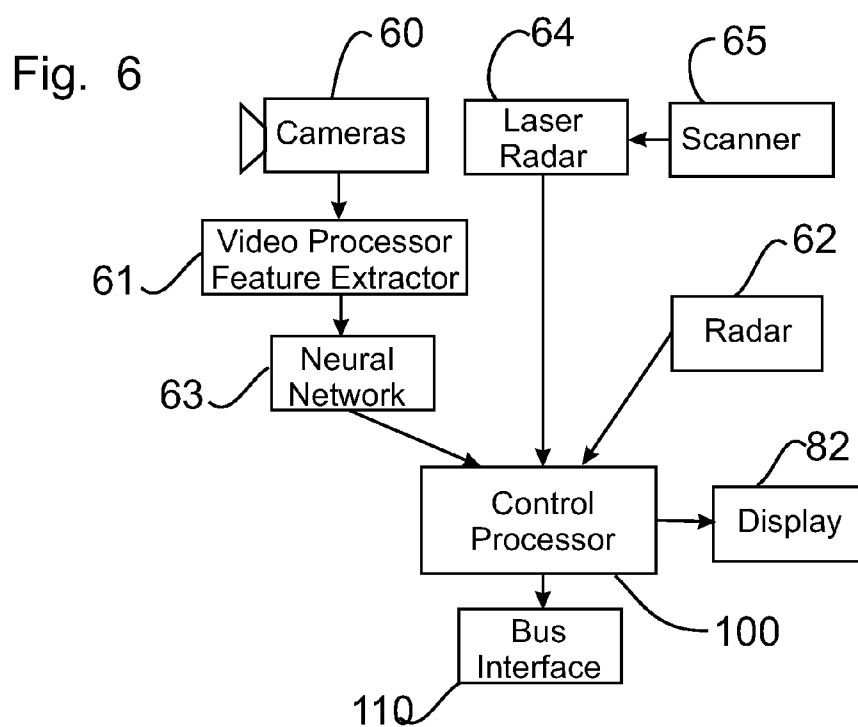 Fig. 6
60
64
65
Cameras
Laser
Radar
Scanner
Video Processor
Feature Extractor
61
62
Radar
Neural
Network
63
82
Control
Processor
Display
100
Bus
Interface
110